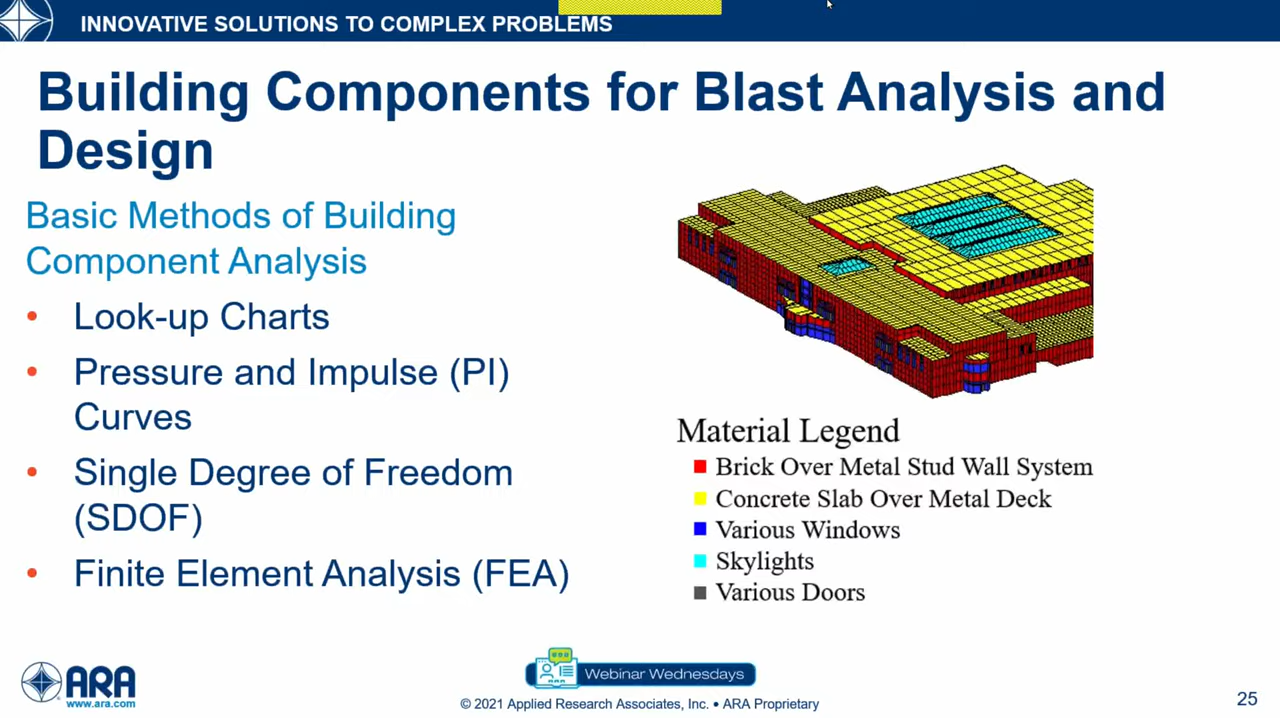 INNOVATIVE SOLUTIONS TO COMPLEX PROBLEMS
Building Components for Blast Analysis and
Design
Basic Methods of Building
Component Analysis
• Look-up Charts
• Pressure and Impulse (PI)
Curves
• Single Degree of Freedom
(SDOF)
• Finite Element Analysis (FEA)
Material Legend
Brick Over Metal Stud Wall System
Concrete Slab Over Metal Deck
Various Windows
Skylights
Various Doors
ARA
www.ara.com
Webinar Wednesdays
© 2021 Applied Research Associates, Inc. • ARA Proprietary
25